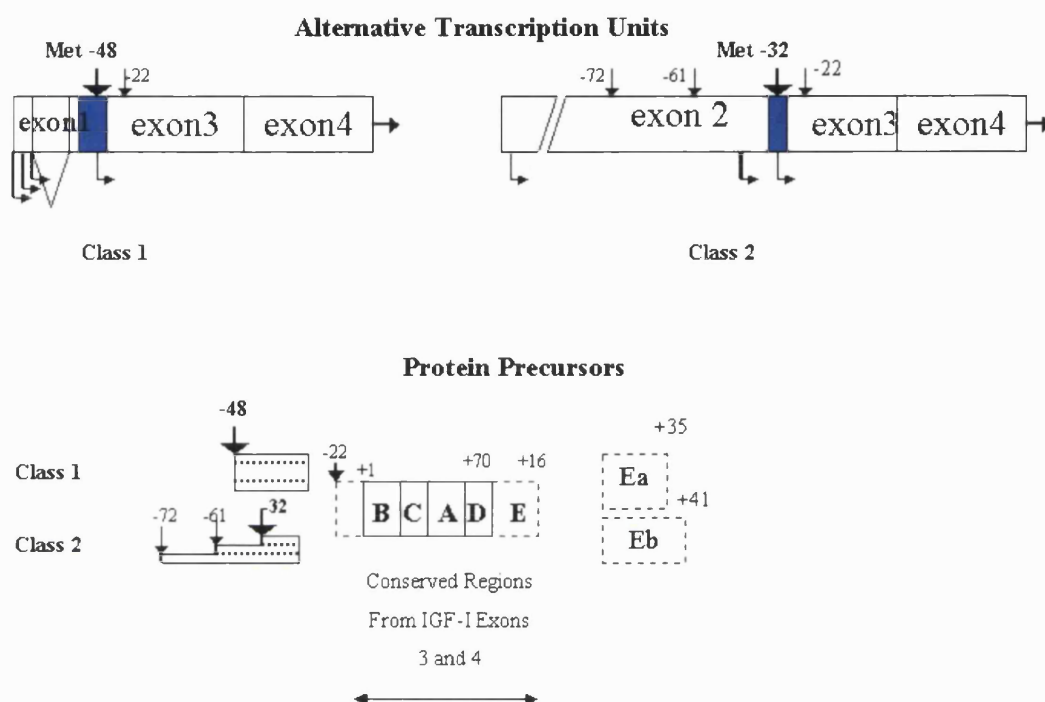 Alternative Transcription Units
Met -48
-22
exon1
exon3
exon4
Class 1
Met -32
-72
-61
-22
exon 2
exon3
exon4
Class 2
Protein Precursors
-48
-22
+1
+70
+16
+35
Class 1
B C A D E
Ea
+41
-72
-61
-32
Class 2
Eb
Conserved Regions
From IGF-I Exons
3 and 4